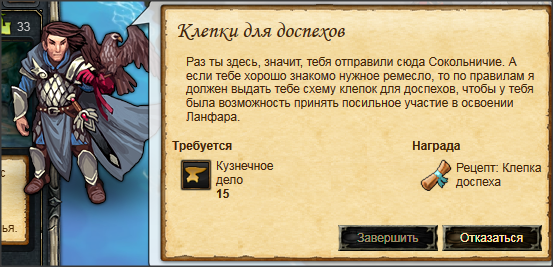 33
Клепки для доспехов
Раз ты здесь, значит, тебя отправили сюда Сокольничие. А
если тебе хорошо знакомо нужное ремесло, то по правилам я
должен выдать тебе схему клепок для доспехов, чтобы у тебя
была возможность принять посильное участие в освоении
Ланфара.
Требуется
Награда
Кузнечное
дело
15
Рецепт: Клепка
доспеха
с
ья.
Завершить
Отказаться